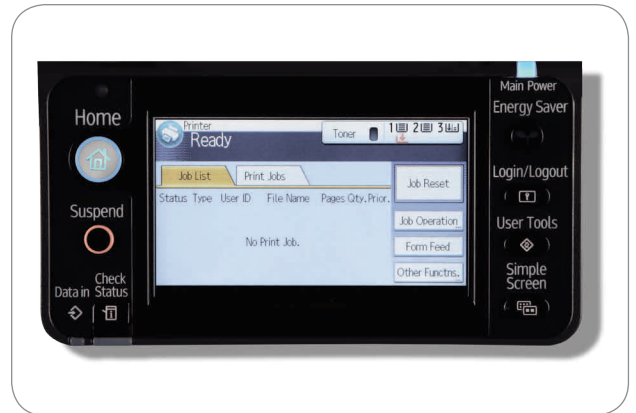 Home
Suspend
Check
Data in Status
Printer
Ready
Toner
1 2 3
Job List
Print Jobs
Status Type User ID File Name Pages Qty. Prior.
No Print Job.
Job Reset
Job Operation
Form Feed
Other Functns.
Main Power
Energy Saver
Login/Logout
User Tools
Simple
Screen